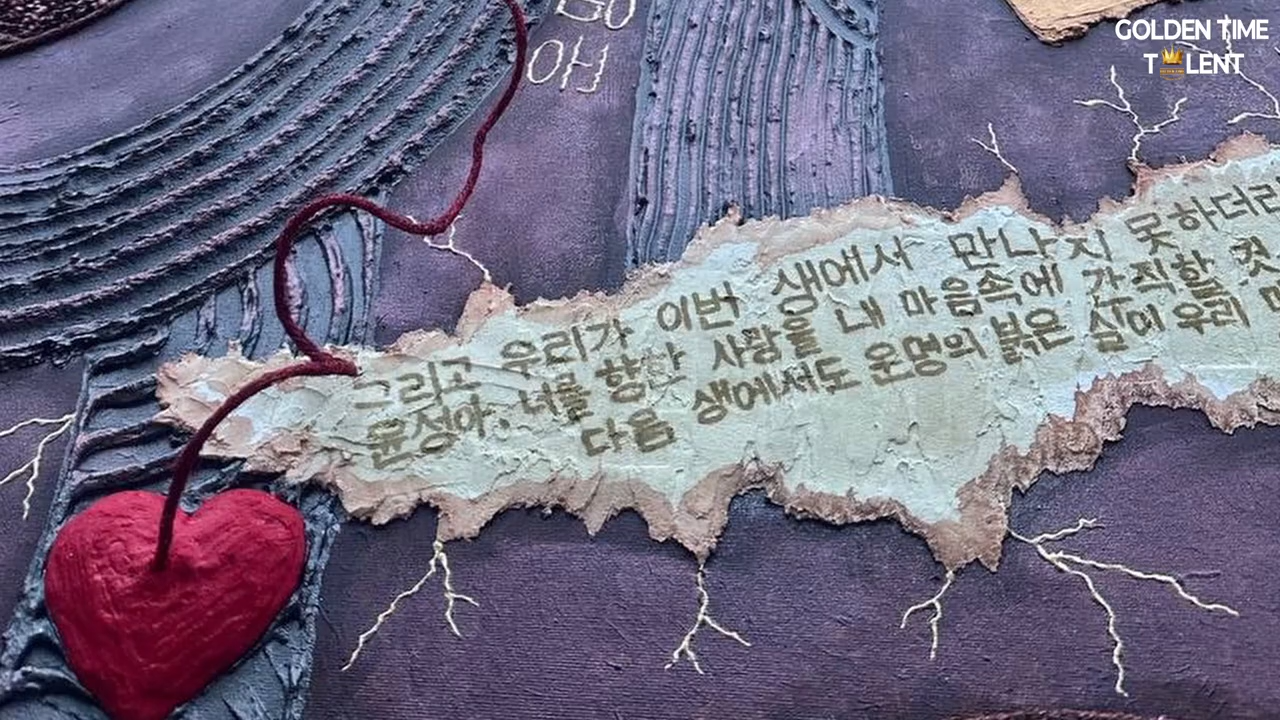 GOLDEN TIME
TALENT
그리고 우리가 이번 생에서 만나지 못하더라
윤성아. 너를 향한 사랑을 내 마음속에 간직할 것
다음 생에서도 운명의 붉은 실이 우리